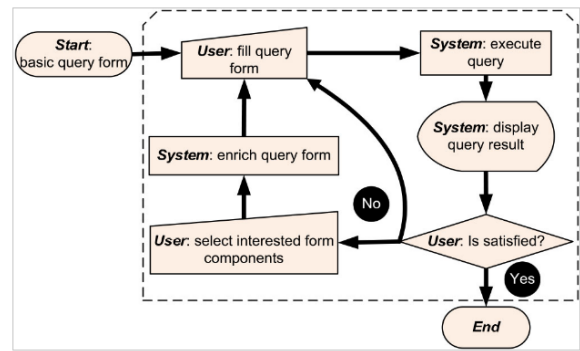 Start:
basic query form
User: fill query
form
System: execute
query
System: display
query result
System: enrich query form
No
User: select interested form
components
User: Is satisfied?
Yes
End